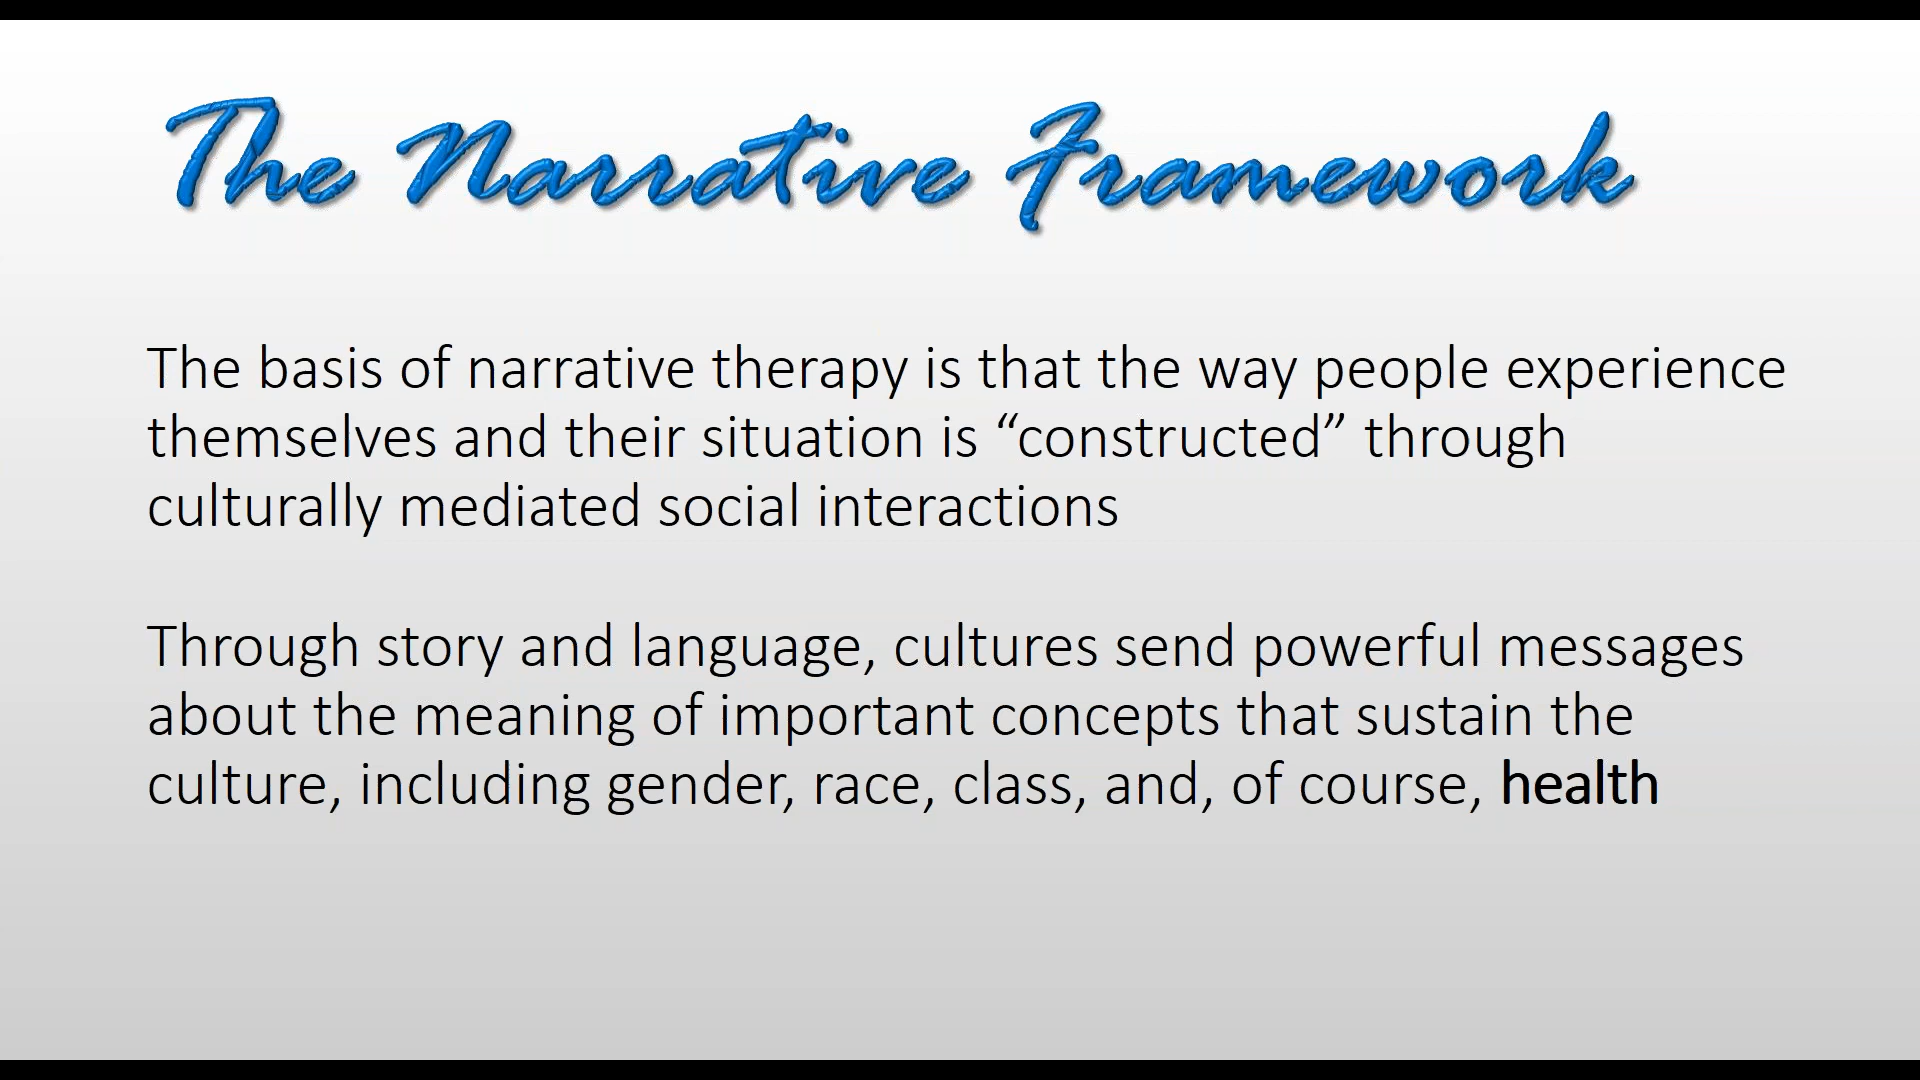 The Narrative Framework
The basis of narrative therapy is that the way people experience
themselves and their situation is “constructed” through
culturally mediated social interactions
Through story and language, cultures send powerful messages
about the meaning of important concepts that sustain the
culture, including gender, race, class, and, of course, health